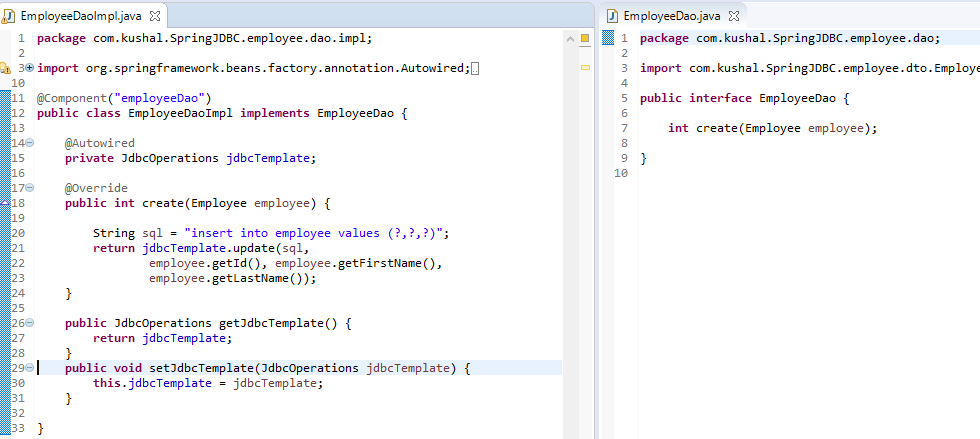 EmployeeDaoImpl.java
1 package com.kushal.SpringJDBC.employee.dao.impl;
2
3 import org.springframework.beans.factory.annotation.Autowired;
10
11 @Component("employeeDao")
12 public class EmployeeDaoImpl implements EmployeeDao {
13
14 @Autowired
15 private JdbcOperations jdbcTemplate;
16
17 @Override
18 public int create(Employee employee) {
19
20 String sql = "insert into employee values (?,?,?)";
21 return jdbcTemplate.update(sql,
22 employee.getId(), employee.getFirstName(),
23 employee.getLastName());
24 }
25
26 public JdbcOperations getJdbcTemplate() {
27 return jdbcTemplate;
28 }
29 public void setJdbcTemplate(JdbcOperations jdbcTemplate) {
30 this.jdbcTemplate = jdbcTemplate;
31 }
32
33 }
EmployeeDao.java
1 package com.kushal.SpringJDBC.employee.dao;
2
3 import com.kushal.SpringJDBC.employee.dto.Employe
4
5 public interface EmployeeDao {
6
7 int create(Employee employee);
8
9 }
10